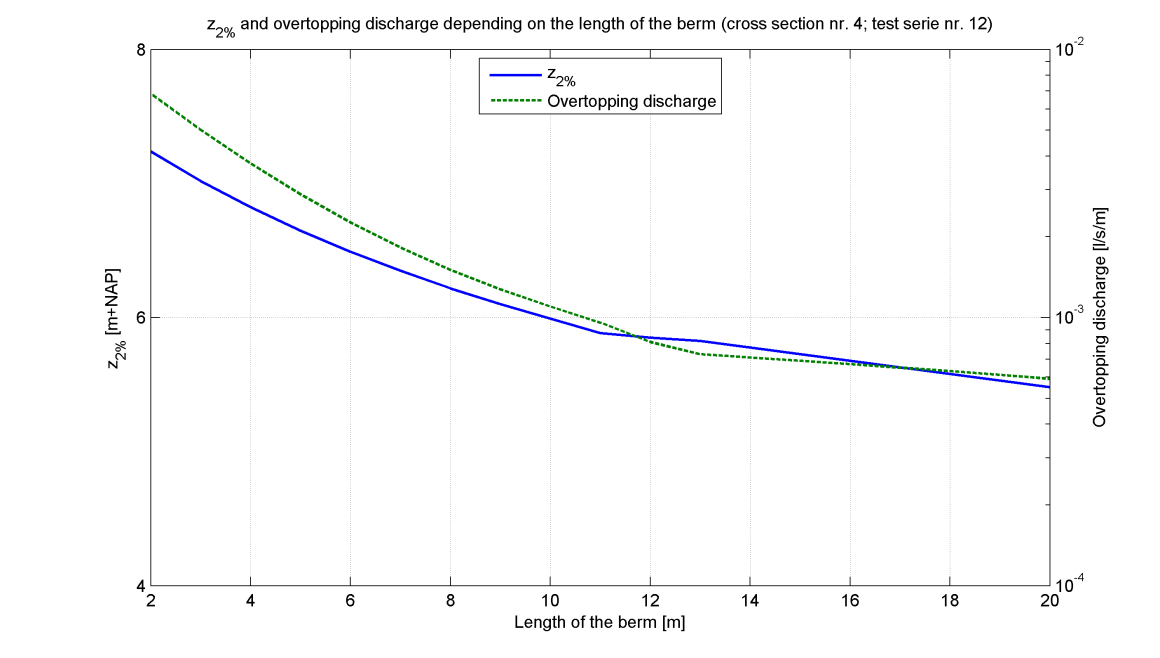 z2% and overtopping discharge depending on the length of the berm (cross section nr. 4; test serie nr. 12)
z2%
Overtopping discharge
8
6
4
z2% [m+NAP]
10-2
10-3
10-4
Overtopping discharge [l/s/m]
2 4 6 8 10 12 14 16 18 20
Length of the berm [m]